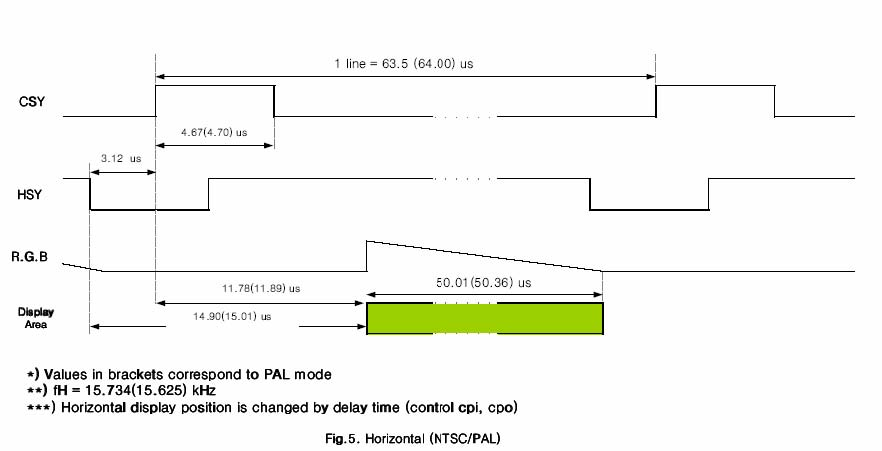 1 line = 63.5 (64.00) us
CSY
4.67(4.70) us
3.12 us
HSY
R.G.B
11.78(11.89) us
50.01(50.36) us
14.90(15.01) us
Display
Area
*) Values in brackets correspond to PAL mode
**) fH = 15.734(15.625) kHz
***) Horizontal display position is changed by delay time (control cpi, cpo)
Fig.5. Horizontal (NTSC/PAL)